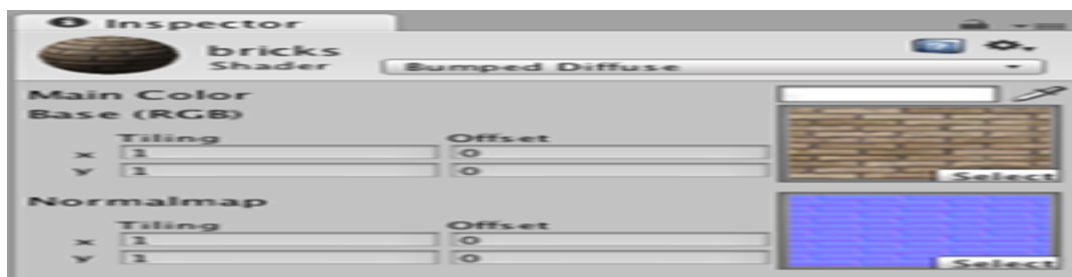 Inspector
bricks
Shader Bumped Diffuse
Main Color
Base (RGB)
Tiling Offset
x 1 0
y 1 0
Select
Normalmap
Tiling Offset
x 1 0
y 1 0
Select